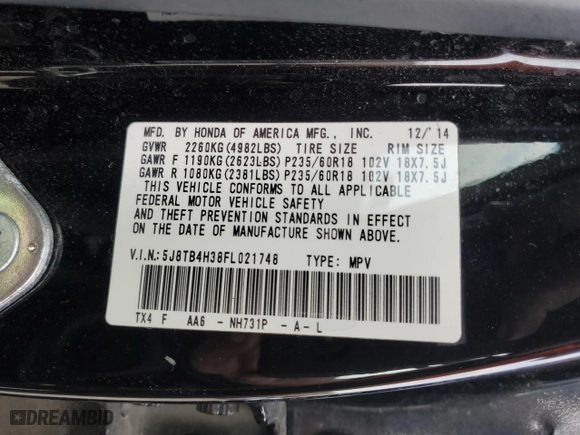 MFD. BY HONDA OF AMERICA MFG., INC. 12/'14
GVWR 2260KG(4982LBS) TIRE SIZE RIM SIZE
GAWR F 1190KG(2623LBS) P235/60R18 102V 18X7.5J
GAWR R 1080KG(2381LBS) P235/60R18 102V 18X7.5J
THIS VEHICLE CONFORMS TO ALL APPLICABLE
FEDERAL MOTOR VEHICLE SAFETY
AND THEFT PREVENTION STANDARDS IN EFFECT
ON THE DATE OF MANUFACTURE SHOWN ABOVE.
V.I.N.: 5J8TB4H38FL021748 TYPE: MPV
TX4 F AA6 - NH731P - A - L
DREAMBID